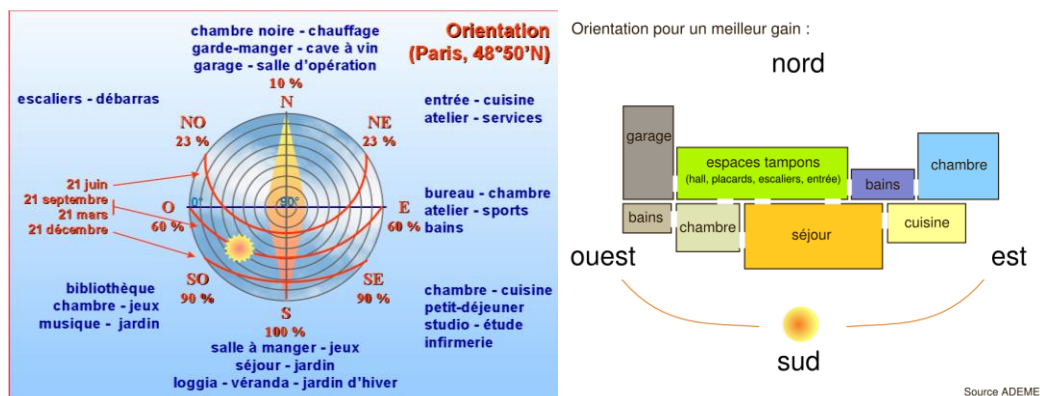 Orientation
(Paris, 48°50'N)
chambre noire - chauffage
garde-manger - cave à vin
garage - salle d'opération
10 %
N
escaliers - débarras
entrée - cuisine
atelier - services
NO
23 %
NE
23 %
21 juin
21 septembre
21 mars
21 décembre
O
60 %
0°
90°
E
60 %
bureau - chambre
atelier - sports
bains
SO
90 %
SE
90 %
bibliothèque
chambre - jeux
musique - jardin
chambre - cuisine
petit-déjeuner
studio - étude
infirmerie
S
100 %
salle à manger - jeux
séjour - jardin
loggia - véranda - jardin d'hiver
Orientation pour un meilleur gain :
nord
garage
espaces tampons
(hall, placards, escaliers, entrée)
bains
chambre
bains
chambre
séjour
cuisine
ouest
est
sud
Source ADEME